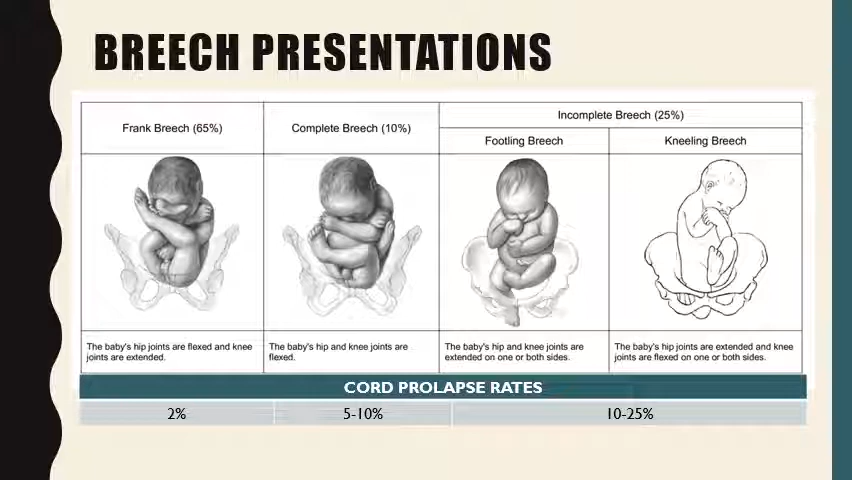 BREECH PRESENTATIONS
Incomplete Breech (25%)
Frank Breech (65%)
Complete Breech (10%)
Footling Breech
Kneeling Breech
The baby's hip joints are flexed and knee
joints are extended.
The baby's hip and knee joints are
flexed.
The baby's hip and knee joints are
extended on one or both sides.
The baby's hip joints are extended and knee
joints are flexed on one or both sides.
CORD PROLAPSE RATES
2%
5-10%
10-25%